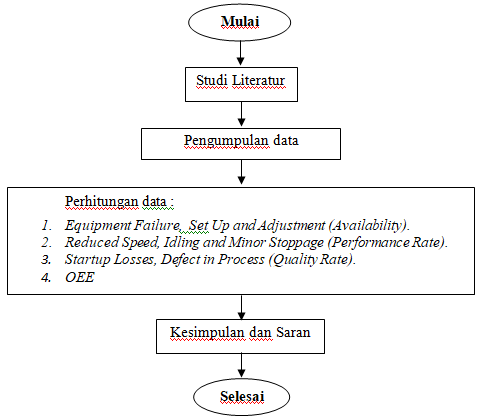 Mulai
Studi Literatur
Pengumpulan data
Perhitungan data :
1. Equipment Failure, Set Up and Adjustment (Availability).
2. Reduced Speed, Idling and Minor Stoppage (Performance Rate).
3. Startup Losses, Defect in Process (Quality Rate).
4. OEE
Kesimpulan dan Saran
Selesai